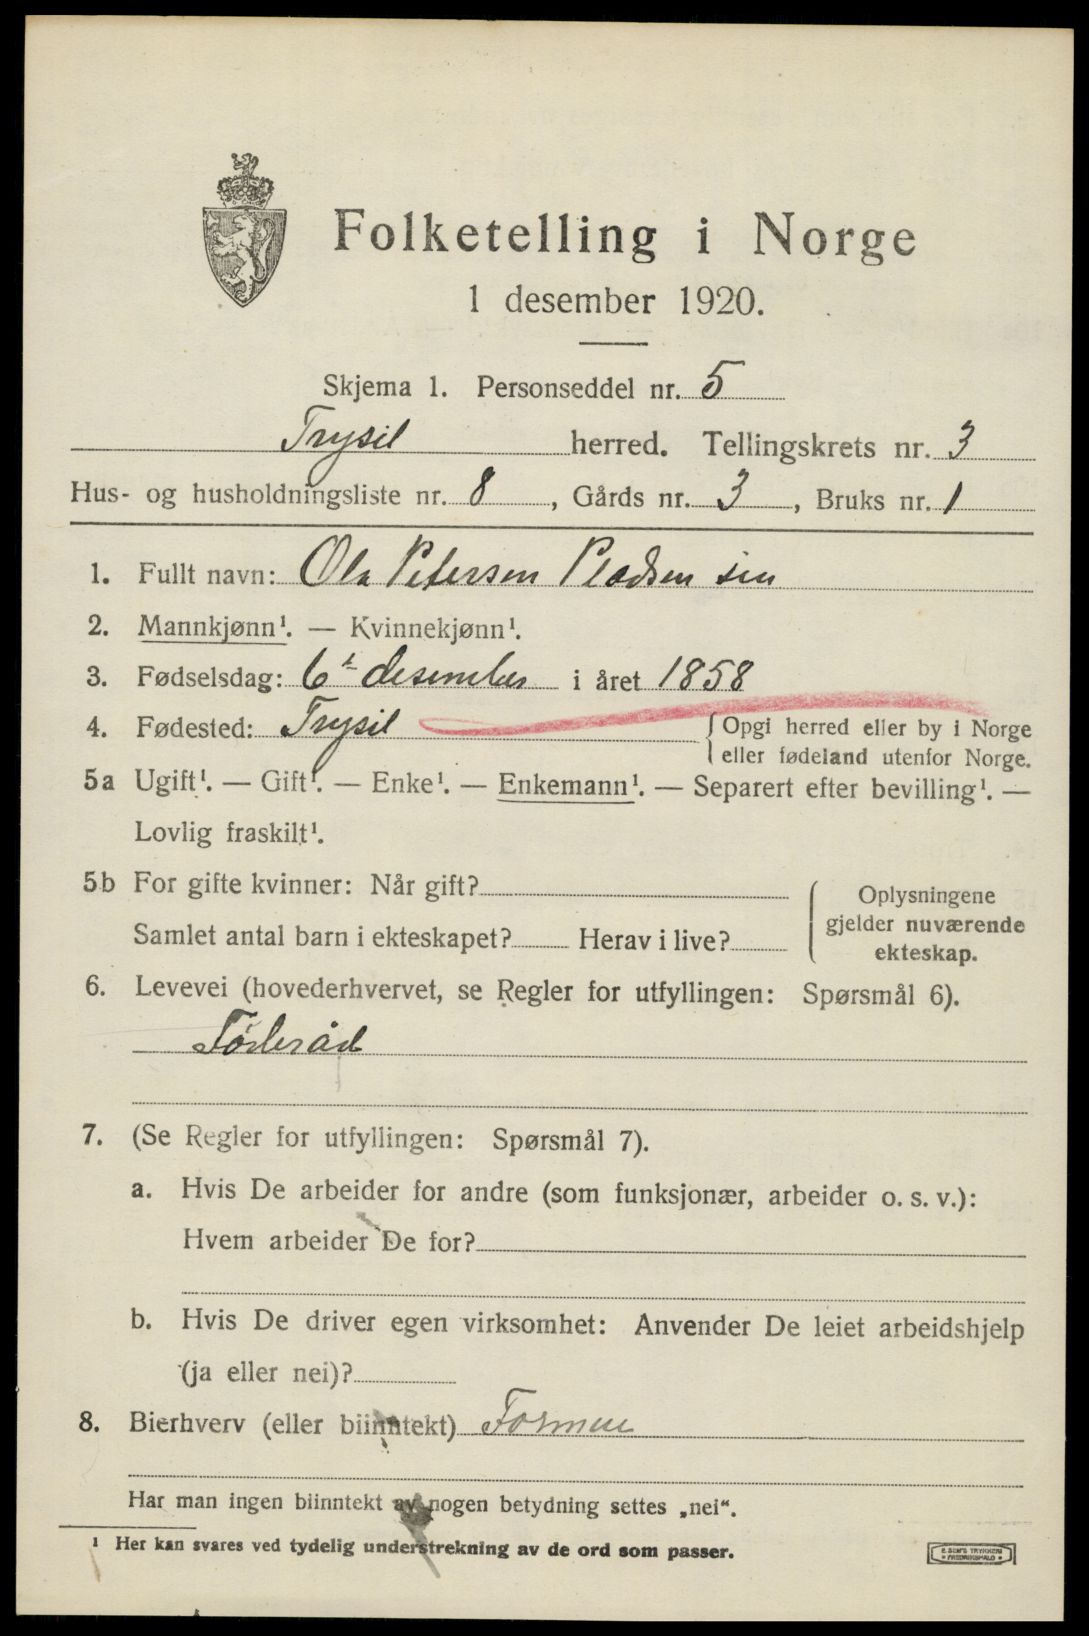 Folketelling i Norge
1 desember 1920.
Skjema 1. Personseddel nr. 5
Trysil herred. Tellingskrets nr. 3
Hus- og husholdningsliste nr. 8, Gårds nr. 3, Bruks nr. 1
1. Fullt navn: Ola Petersen Pladsen sen
2. Mannkjønn¹. — Kvinnekjønn¹.
3. Fødselsdag: 6te desember i året 1858
4. Fødested: Trysil { Opgi herred eller by i Norge
eller fødeland utenfor Norge.
5a Ugift¹. — Gift¹. — Enke¹. — Enkemann¹. — Separert efter bevilling¹. —
Lovlig fraskilt¹.
5b For gifte kvinner: Når gift?
Samlet antal barn i ekteskapet? Herav i live?
Oplysningene
gjelder nuværende
ekteskap.
6. Levevei (hovederhvervet, se Regler for utfyllingen: Spørsmål 6).
Føderåd
7. (Se Regler for utfyllingen: Spørsmål 7).
a. Hvis De arbeider for andre (som funksjonær, arbeider o. s. v.):
Hvem arbeider De for?
b. Hvis De driver egen virksomhet: Anvender De leiet arbeidshjelp
(ja eller nei)?
8. Bierhverv (eller biinntekt) Formue
Har man ingen biinntekt av nogen betydning settes „nei“.
¹ Her kan svares ved tydelig understrekning av de ord som passer.
E. SEM'S TRYKKERI
FREDRIKSHALD